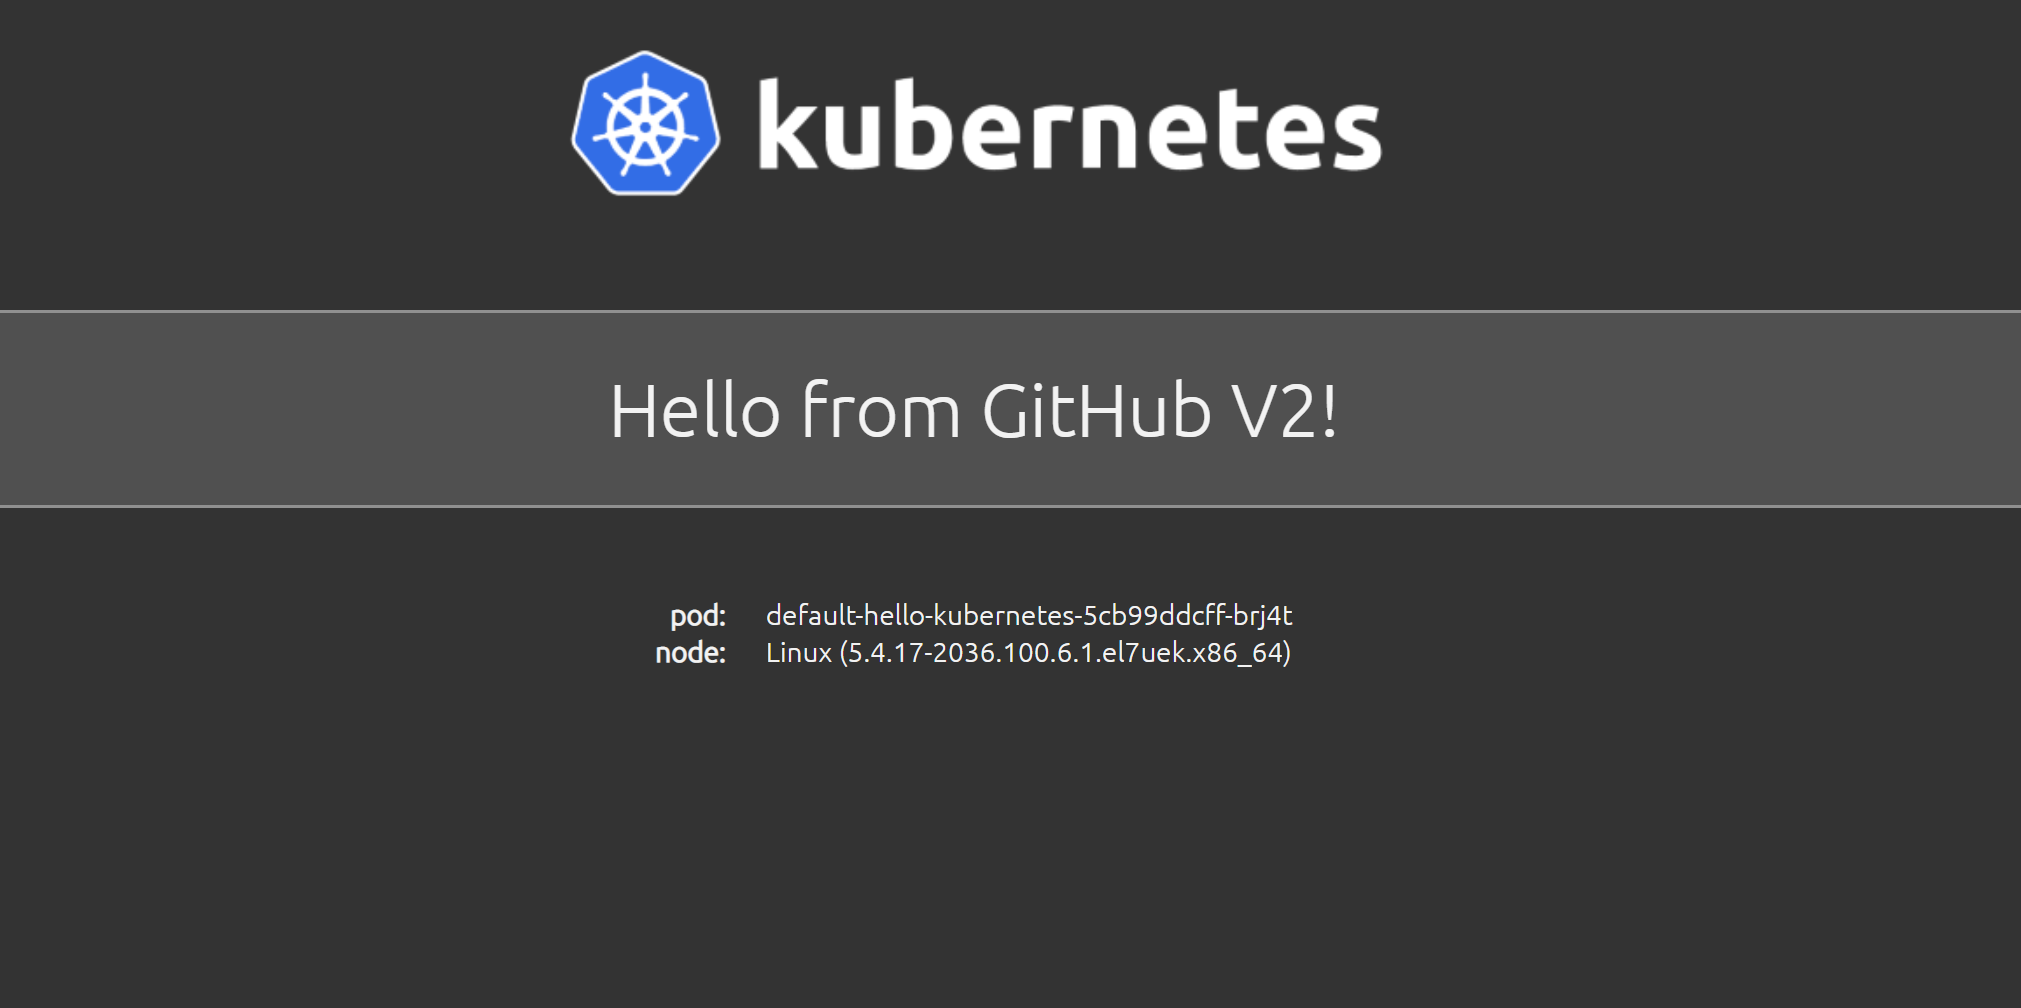 kubernetes
Hello from GitHub V2!
pod: default-hello-kubernetes-5cb99ddcff-brj4t
node: Linux (5.4.17-2036.100.6.1.el7uek.x86_64)